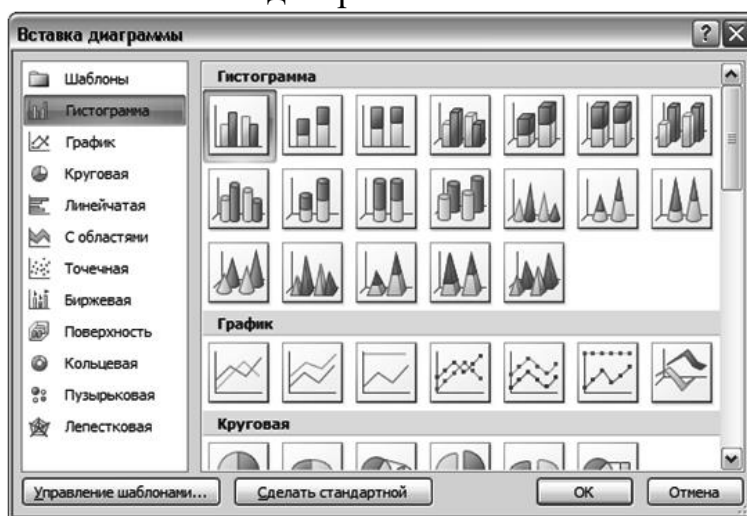 Вставка диаграммы
Шаблоны
Гистограмма
График
Круговая
Линейчатая
С областями
Точечная
Биржевая
Поверхность
Кольцевая
Пузырьковая
Лепестковая
Гистограмма
График
Круговая
Управление шаблонами...
Сделать стандартной
ОК
Отмена